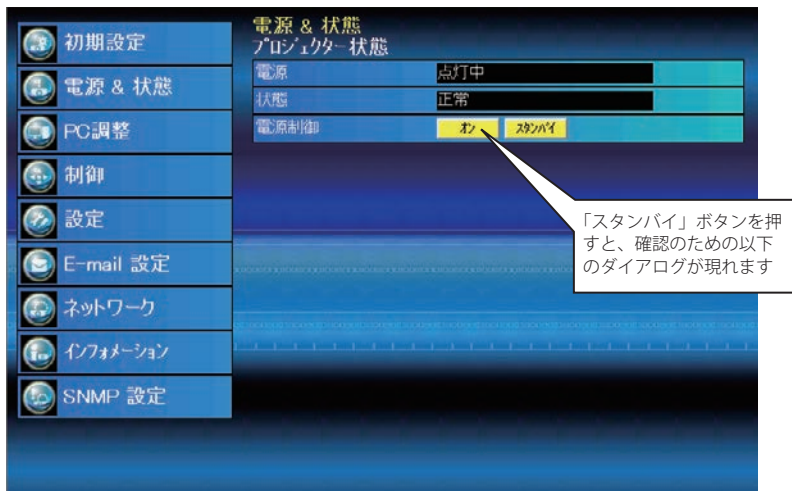 初期設定
電源 & 状態
PC調整
制御
設定
E-mail 設定
ネットワーク
インフォメーション
SNMP 設定
電源 & 状態
プロジェクター状態
電源 点灯中
状態 正常
電源制御 オン スタンバイ
「スタンバイ」ボタンを押
すと、確認のための以下
のダイアログが現れます